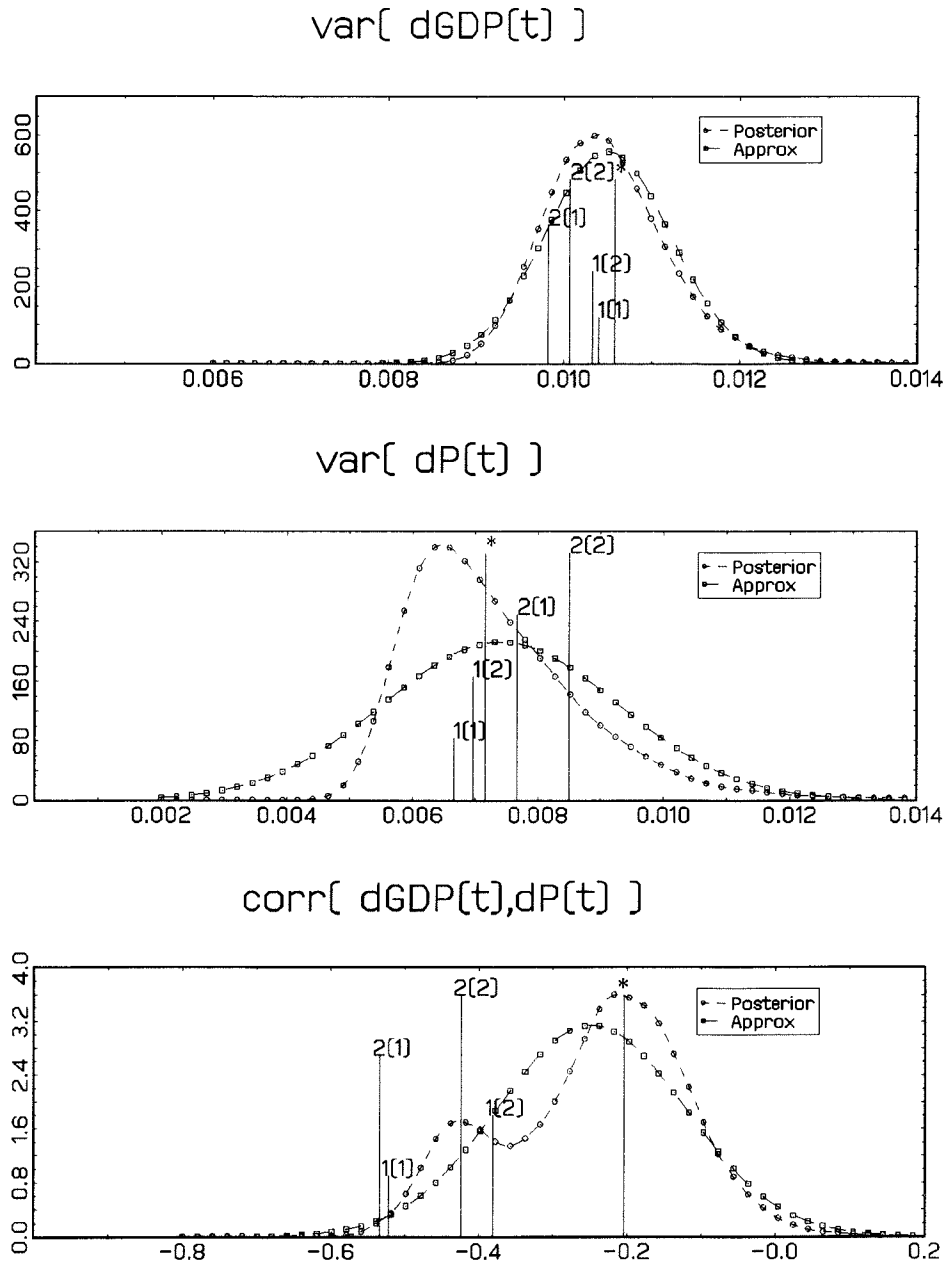 var( dGDP(t) )
600
400
200
0
Posterior
Approx
2(2)
*
2(1)
1(2)
1(1)
0.006 0.008 0.010 0.012 0.014
var( dP(t) )
320
240
160
80
0
*
2(2)
Posterior
Approx
2(1)
1(2)
1(1)
0.002 0.004 0.006 0.008 0.010 0.012 0.014
corr( dGDP(t),dP(t) )
4.0
3.2
2.4
1.6
0.8
0.0
*
2(2)
Posterior
Approx
2(1)
1(2)
1(1)
-0.8 -0.6 -0.4 -0.2 -0.0 0.2